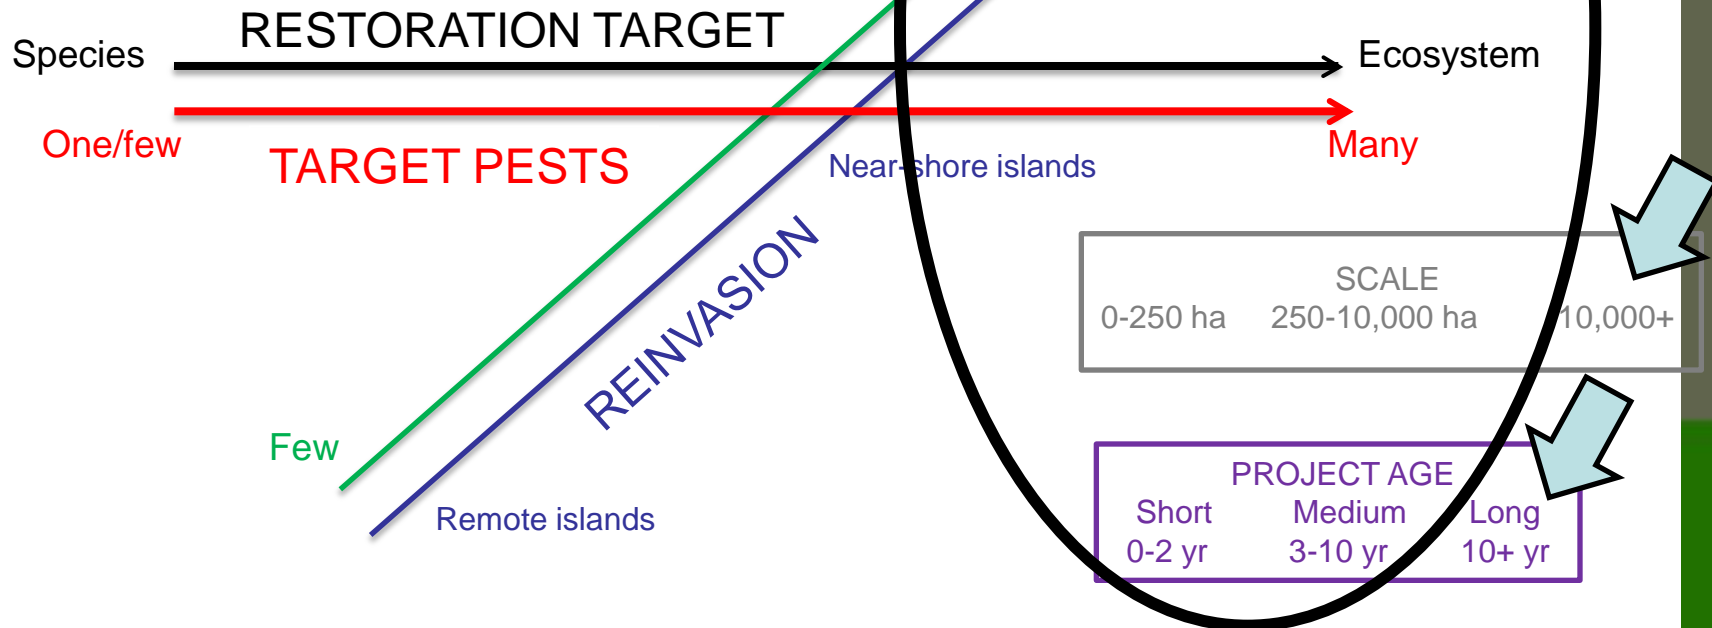 RESTORATION TARGET
Species
Ecosystem
One/few
TARGET PESTS
Many
Near-shore islands
REINVASION
SCALE
0-250 ha 250-10,000 ha 10,000+
Few
Remote islands
PROJECT AGE
Short Medium Long
0-2 yr 3-10 yr 10+ yr